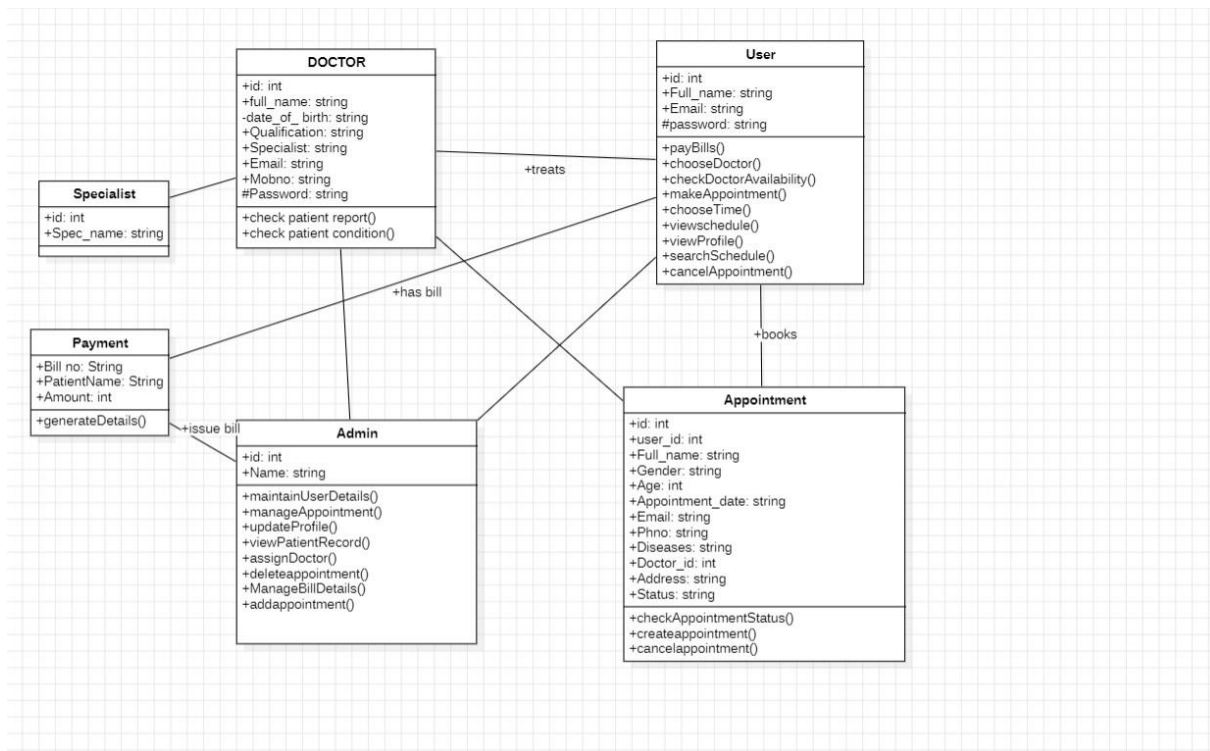 DOCTOR
+id: int
+full_name: string
-date_of_ birth: string
+Qualification: string
+Specialist: string
+Email: string
+Mobno: string
#Password: string
+check patient report()
+check patient condition()
User
+id: int
+Full_name: string
+Email: string
#password: string
+payBills()
+chooseDoctor()
+checkDoctorAvailability()
+makeAppointment()
+chooseTime()
+viewschedule()
+viewProfile()
+searchSchedule()
+cancelAppointment()
+treats
Specialist
+id: int
+Spec_name: string
+has bill
+books
Payment
+Bill no: String
+PatientName: String
+Amount: int
+generateDetails()
+issue bill
Admin
+id: int
+Name: string
+maintainUserDetails()
+manageAppointment()
+updateProfile()
+viewPatientRecord()
+assignDoctor()
+deleteappointment()
+ManageBillDetails()
+addappointment()
Appointment
+id: int
+user_id: int
+Full_name: string
+Gender: string
+Age: int
+Appointment_date: string
+Email: string
+Phno: string
+Diseases: string
+Doctor_id: int
+Address: string
+Status: string
+checkAppointmentStatus()
+createappointment()
+cancelappointment()